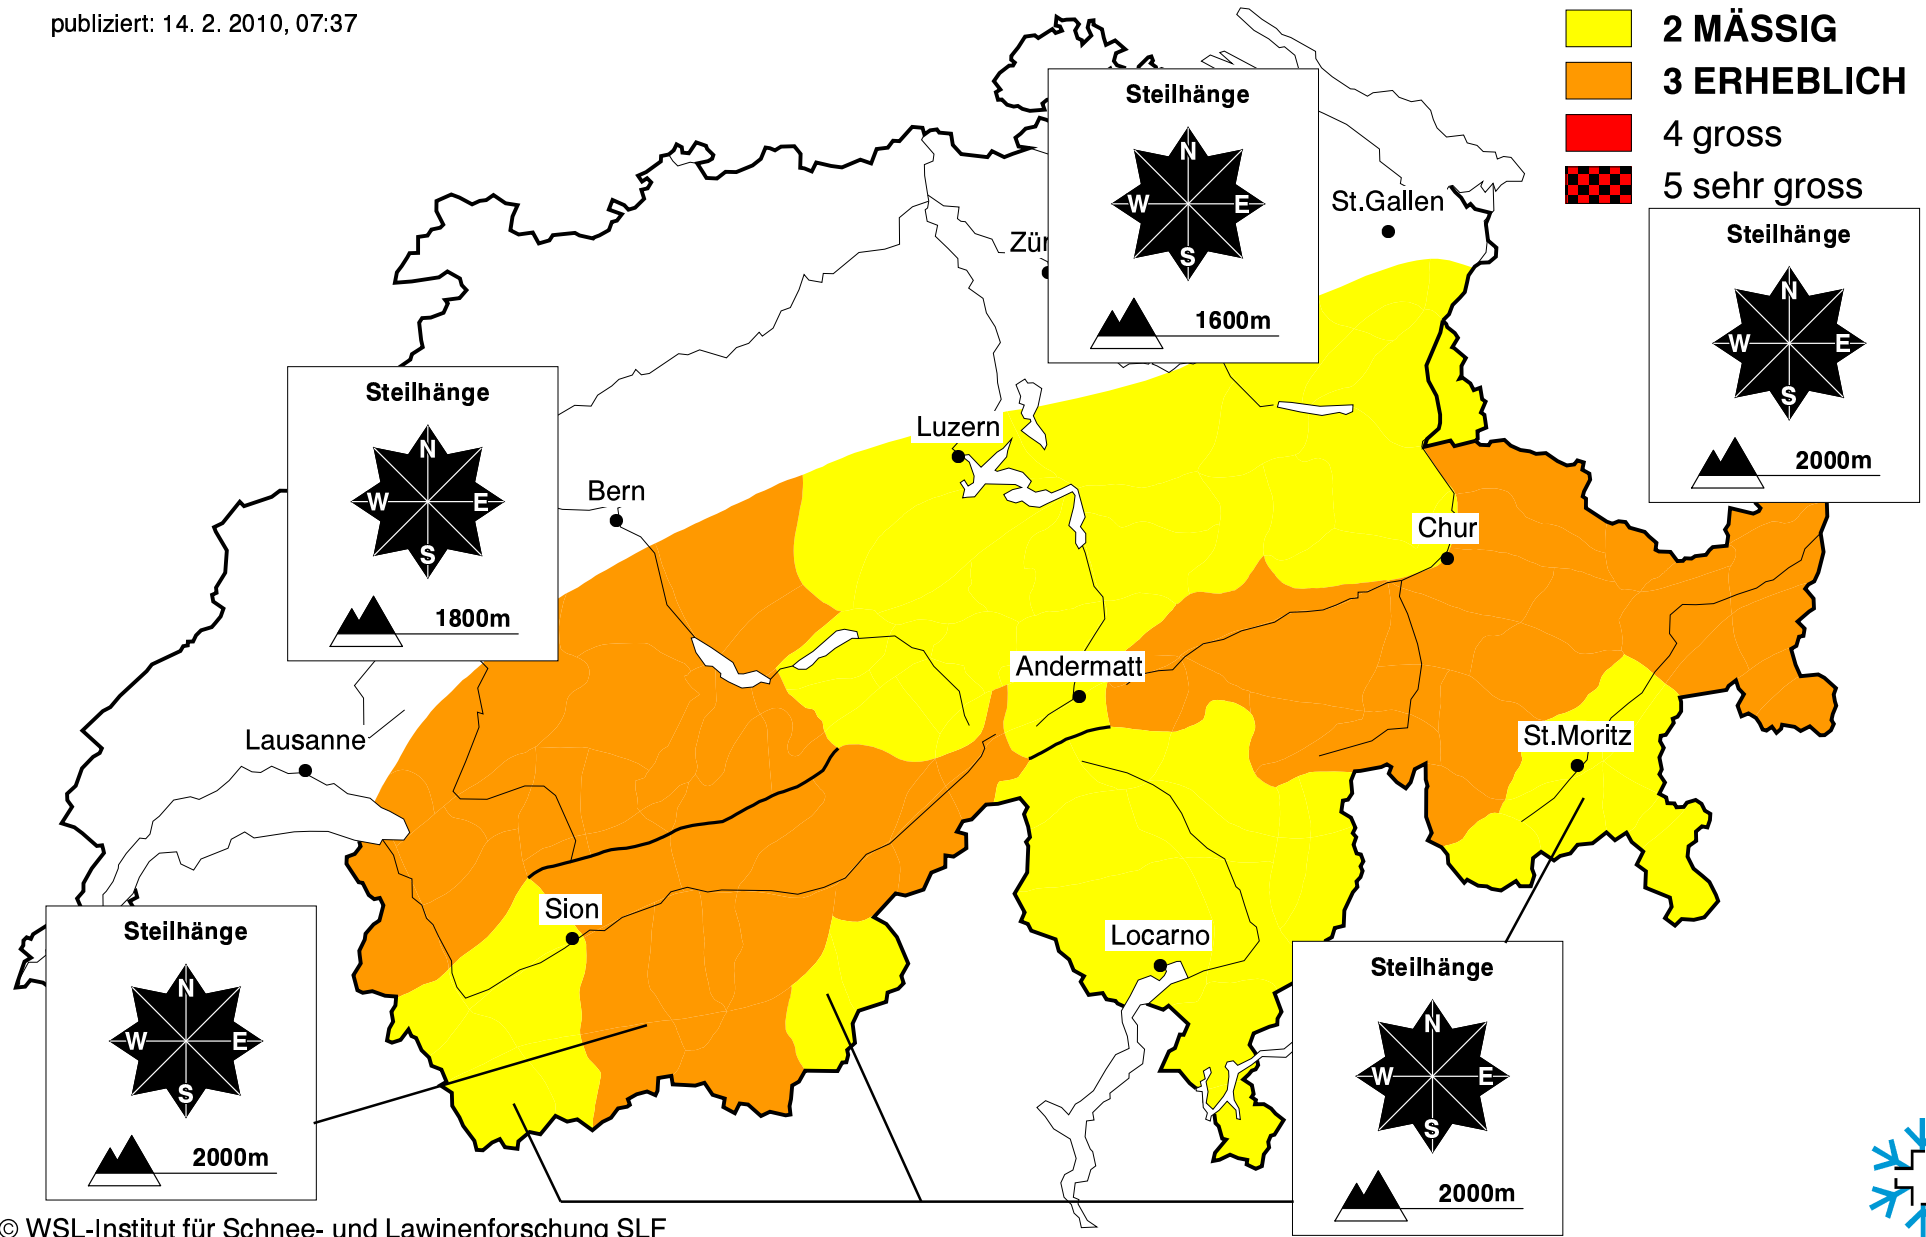 publiziert: 14. 2. 2010, 07:37
2 MÄSSIG
3 ERHEBLICH
4 gross
5 sehr gross
Steilhänge
N
W E
S
1600m
St.Gallen
Zür
Steilhänge
N
W E
S
2000m
Steilhänge
N
W E
S
1800m
Luzern
Bern
Chur
Andermatt
Lausanne
St.Moritz
Sion
Locarno
Steilhänge
N
W E
S
2000m
Steilhänge
N
W E
S
2000m
© WSL-Institut für Schnee- und Lawinenforschung SLF